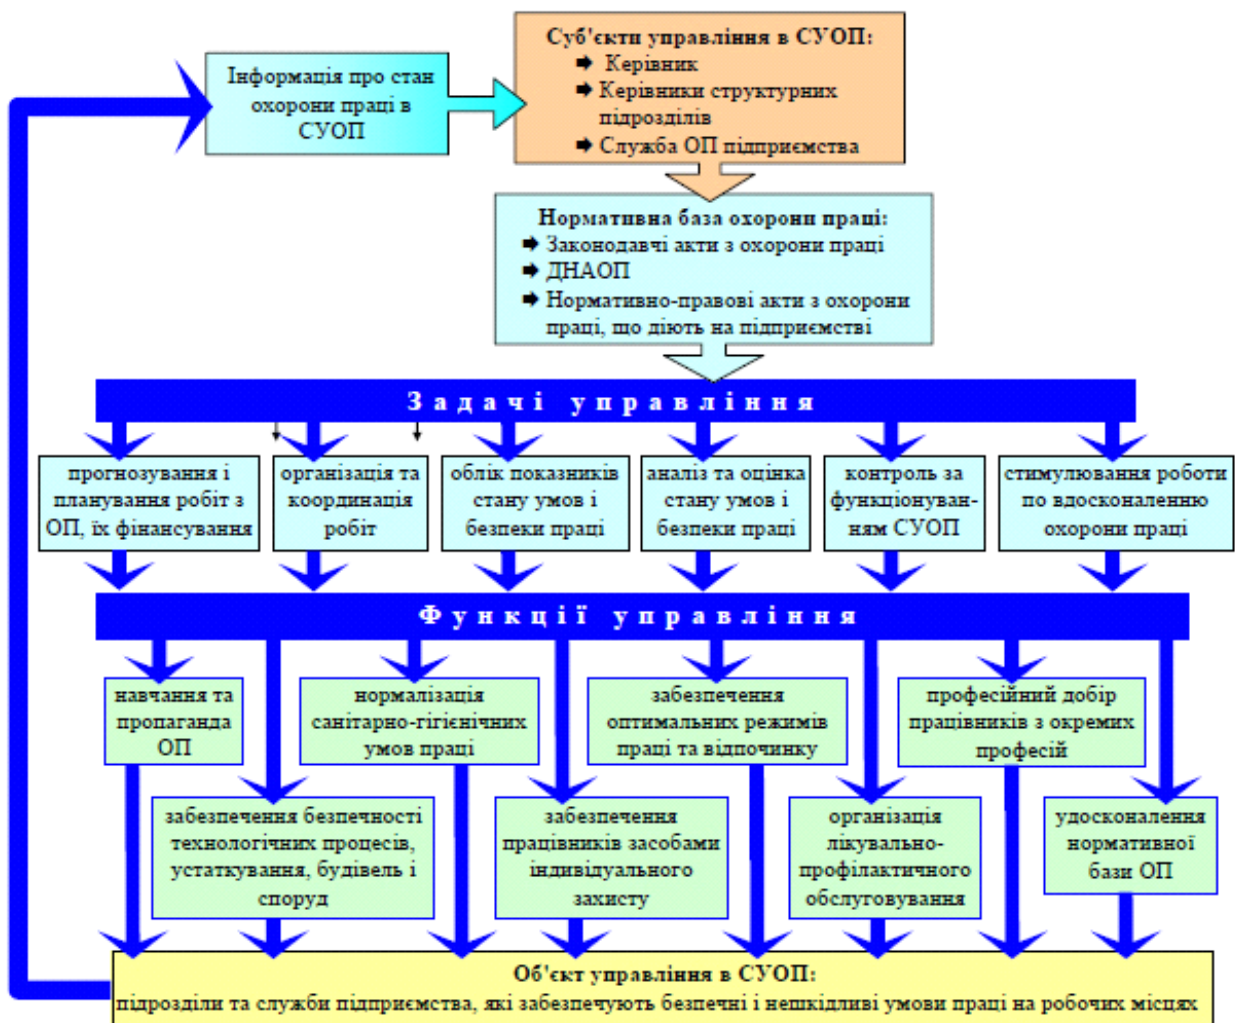 Інформація про стан
охорони праці в
СУОП
Суб'єкти управління в СУОП:
🡆 Керівник
🡆 Керівники структурних
підрозділів
🡆 Служба ОП підприємства
Нормативна база охорони праці:
🡆 Законодавчі акти з охорони праці
🡆 ДНАОП
🡆 Нормативно-правові акти з охорони
праці, що діють на підприємстві
Задачі управління
прогнозування і
планування робіт з
ОП, їх фінансування
організація та
координація
робіт
облік показників
стану умов і
безпеки праці
аналіз та оцінка
стану умов і
безпеки праці
контроль за
функціонуван-
ням СУОП
стимулювання роботи
по вдосконаленню
охорони праці
Функції управління
навчання та
пропаганда
ОП
нормалізація
санітарно-гігієнічних
умов праці
забезпечення
оптимальних режимів
праці та відпочинку
професійний добір
працівників з окремих
професій
забезпечення безпечності
технологічних процесів,
устаткування, будівель і
споруд
забезпечення
працівників засобами
індивідуального
захисту
організація
лікувально-
профілактичного
обслуговування
удосконалення
нормативної
бази ОП
Об'єкт управління в СУОП:
підрозділи та служби підприємства, які забезпечують безпечні і нешкідливі умови праці на робочих місцях